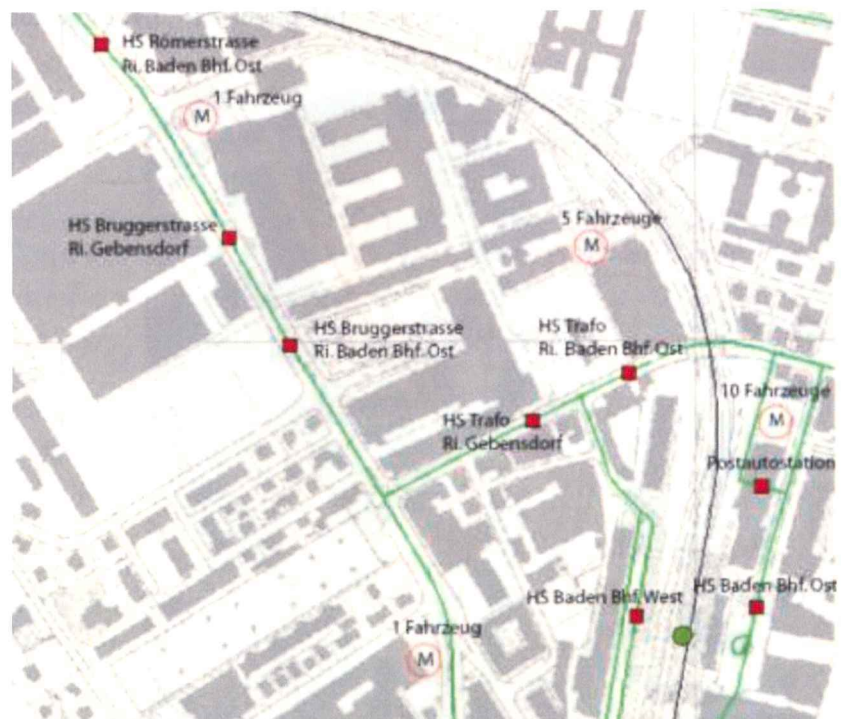 HS Römerstrasse
Ri. Baden Bhf. Ost
1 Fahrzeug
M
HS Bruggerstrasse
Ri. Gebensdorf
5 Fahrzeuge
M
HS Bruggerstrasse
Ri. Baden Bhf. Ost
HS Trafo
Ri. Baden Bhf. Ost
10 Fahrzeuge
M
HS Trafo
Ri. Gebensdorf
Postautostation
HS Baden Bhf. West
HS Baden Bhf. Ost
1 Fahrzeug
M